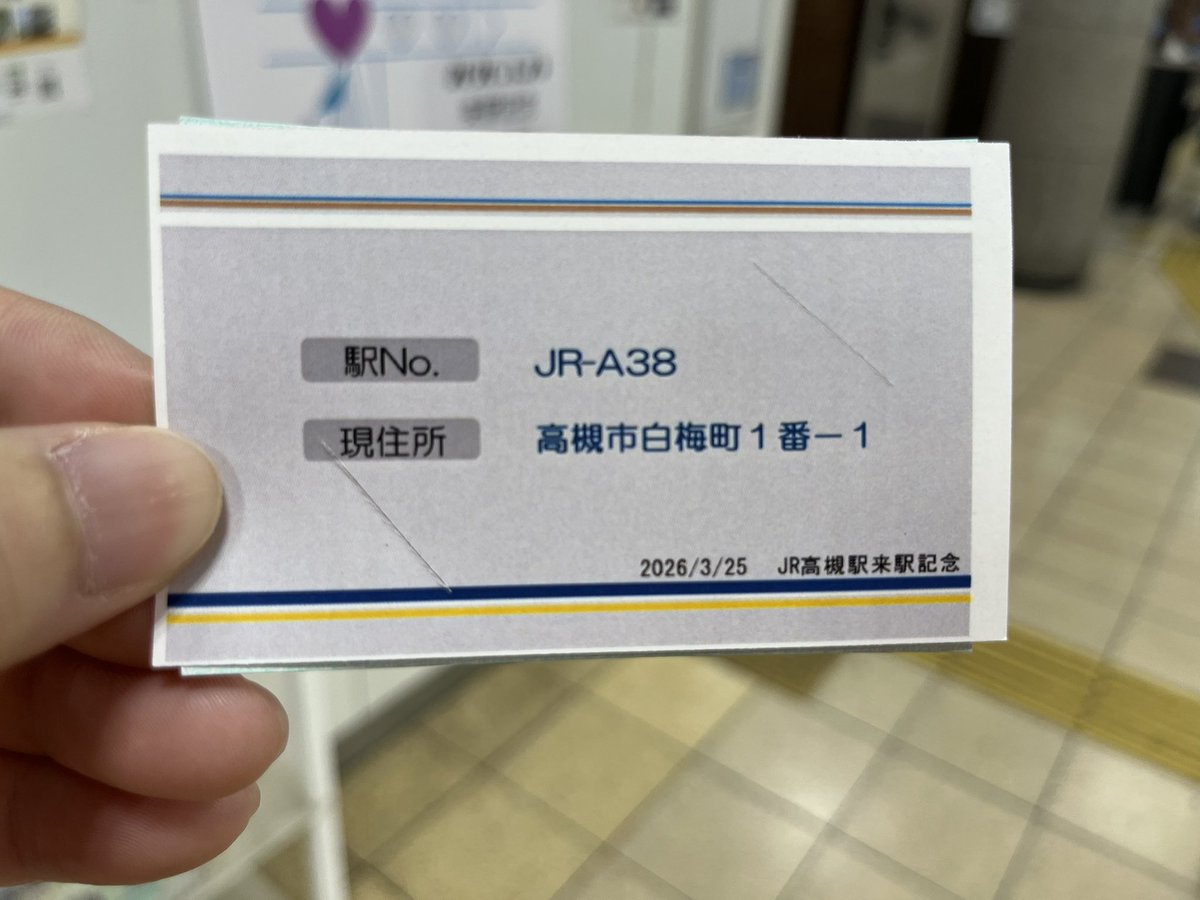 駅No. JR-A38
現住所 高槻市白梅町1番−1
2026/3/25 JR高槻駅来駅記念